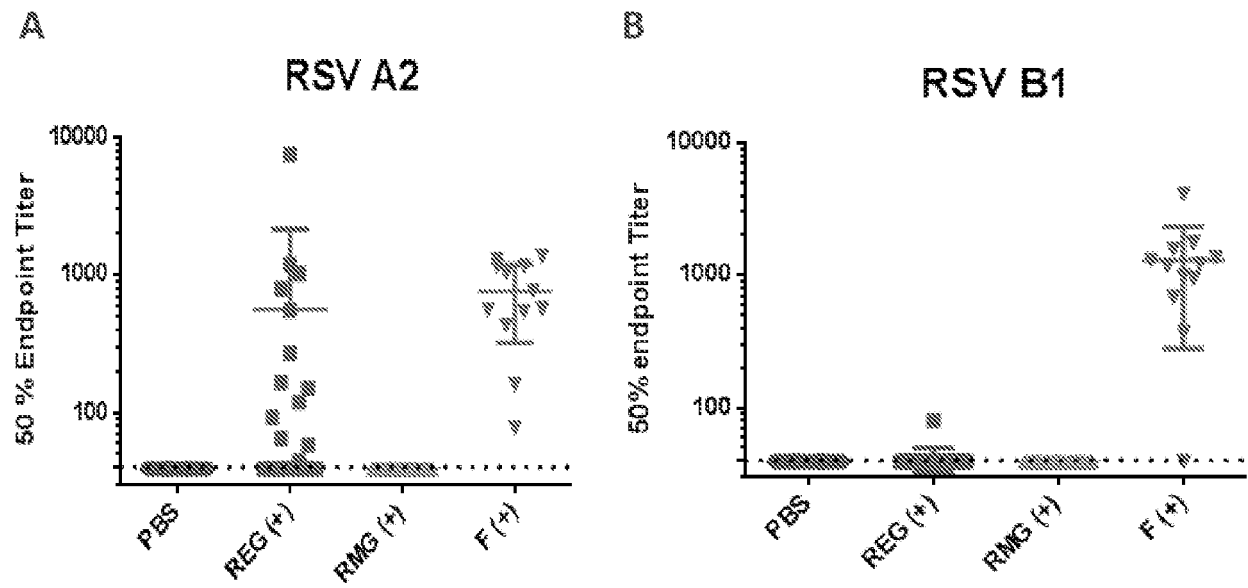 A
RSV A2
50 % Endpoint Titer
10000
1000
100
PBS
REG (+)
RMG (+)
F (+)
B
RSV B1
50% endpoint Titer
10000
1000
100
PBS
REG (+)
RMG (+)
F (+)